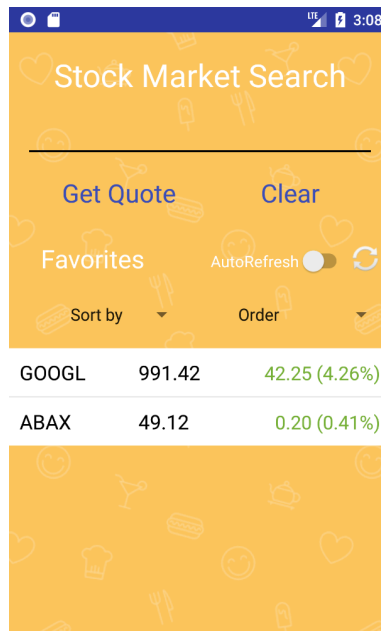 LTE 3:08
Stock Market Search
Get Quote Clear
Favorites AutoRefresh
Sort by Order
GOOGL 991.42 42.25 (4.26%)
ABAX 49.12 0.20 (0.41%)